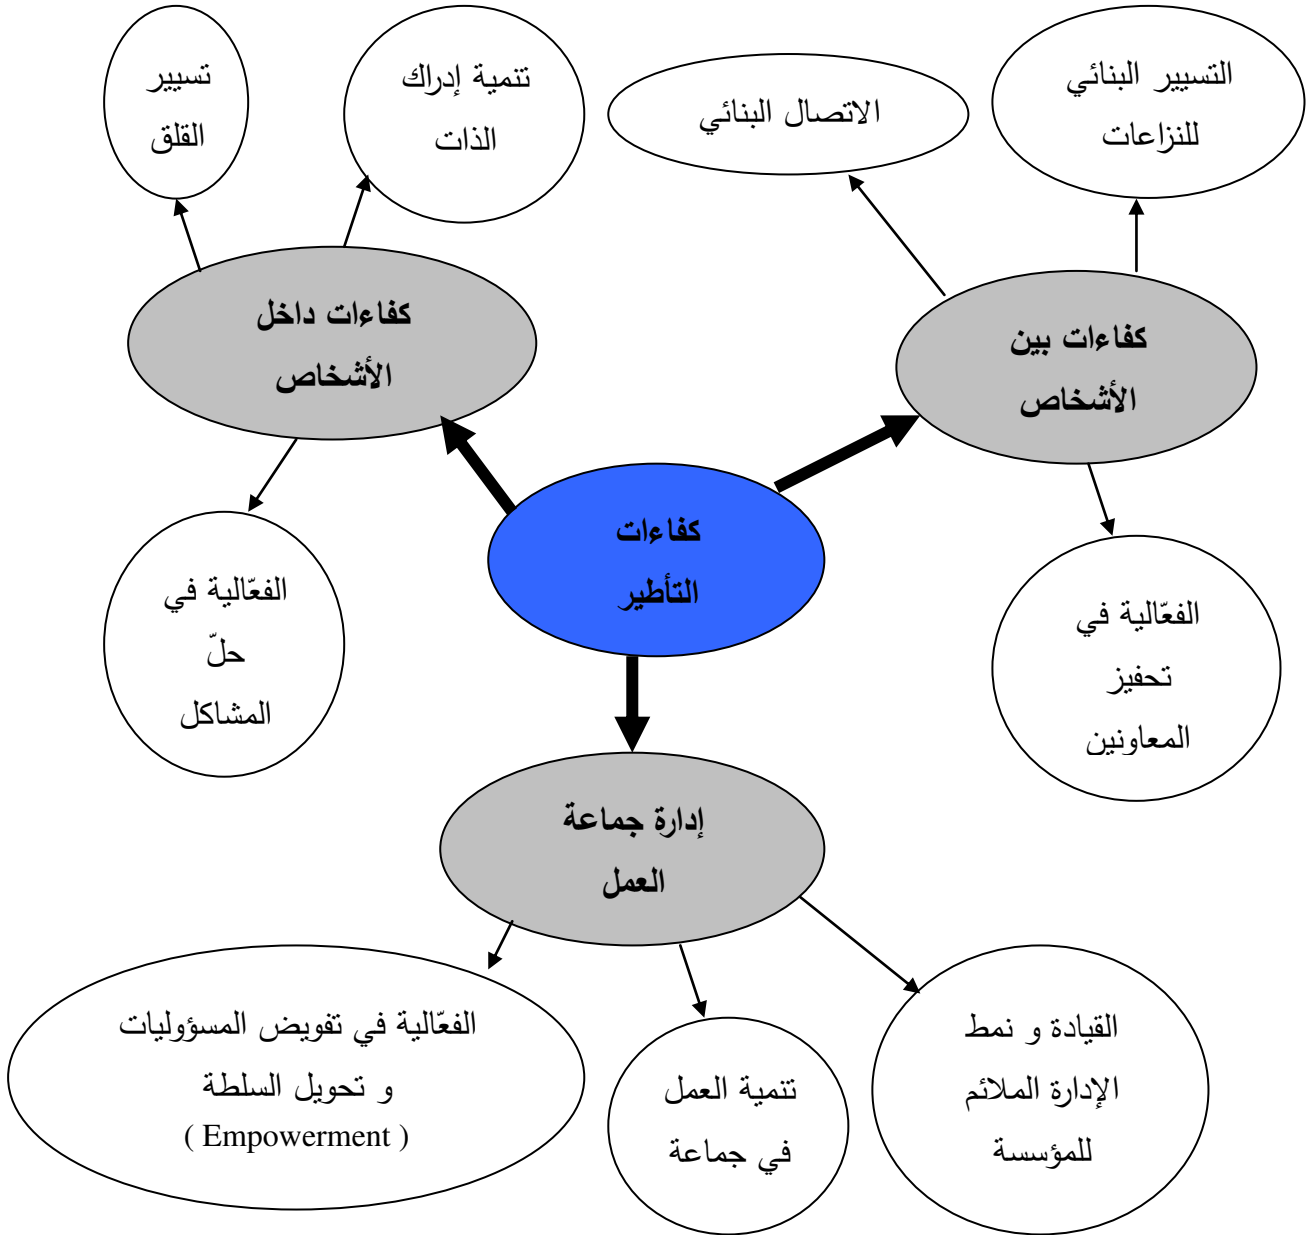 التسيير البنائي
للنزاعات
الاتصال البنائي
تنمية إدراك
الذات
تسيير
القلق
كفاءات بين
الأشخاص
كفاءات داخل
الأشخاص
كفاءات
التأطير
الفعّالية في
تحفيز
المعاونين
الفعّالية في
حلّ
المشاكل
إدارة جماعة
العمل
القيادة و نمط
الإدارة الملائم
للمؤسسة
تنمية العمل
في جماعة
الفعّالية في تفويض المسؤوليات
و تحويل السلطة
( Empowerment )